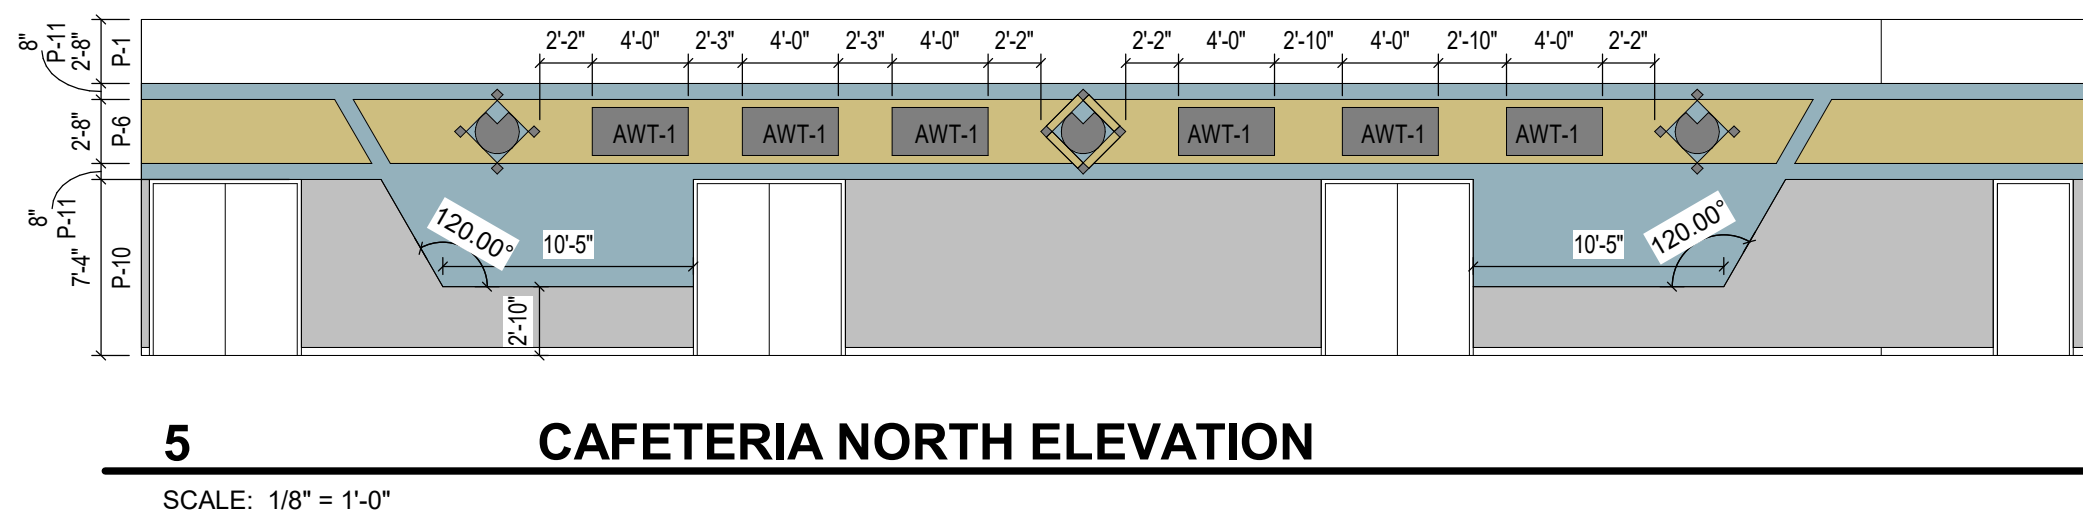 2'-2" 4'-0" 2'-3" 4'-0" 2'-3" 4'-0" 2'-2" 2'-2" 4'-0" 2'-10" 4'-0" 2'-10" 4'-0" 2'-2"
8"
P-11
2'-8"
P-1
2'-8"
P-6
AWT-1 AWT-1 AWT-1 AWT-1 AWT-1 AWT-1
8"
P-11
7'-4"
P-10
120.00° 10'-5" 10'-5" 120.00°
2'-10"
5 CAFETERIA NORTH ELEVATION
SCALE: 1/8" = 1'-0"